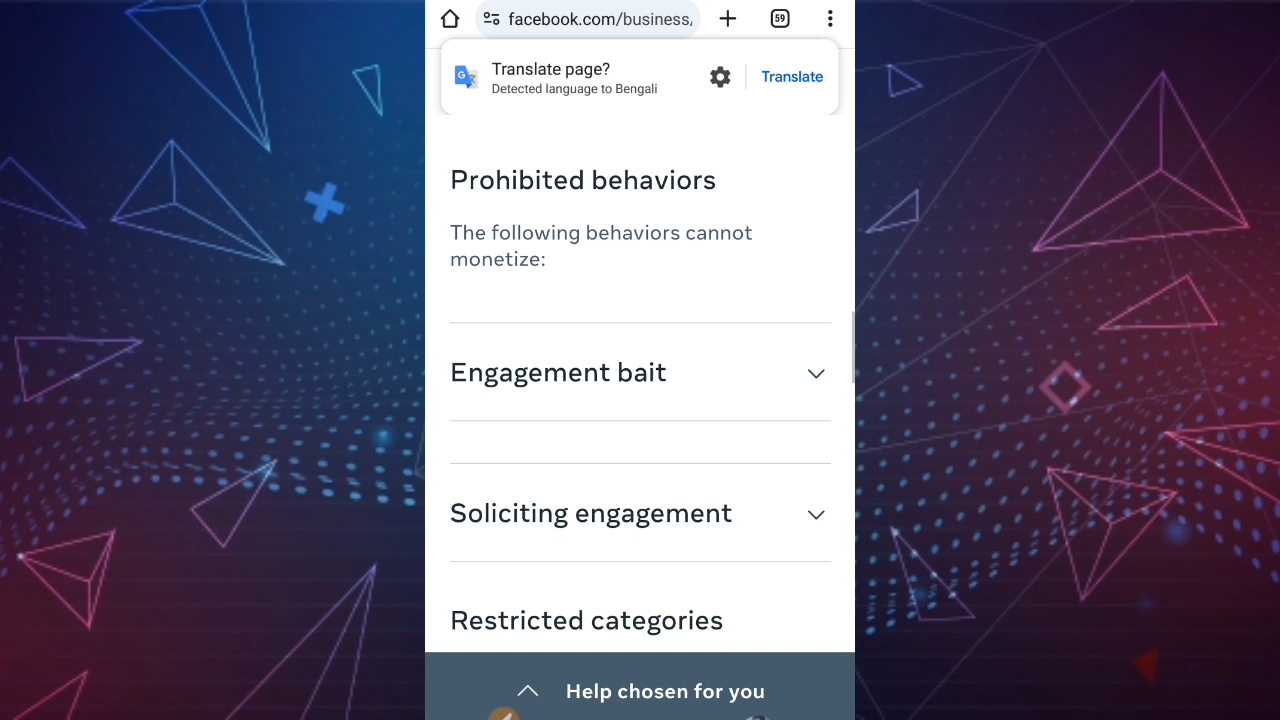 facebook.com/business,
59
Translate page?
Detected language to Bengali
Translate
Prohibited behaviors
The following behaviors cannot
monetize:
Engagement bait
Soliciting engagement
Restricted categories
Help chosen for you